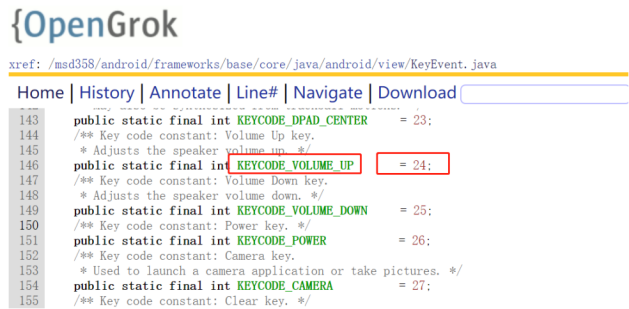 {OpenGrok
xref: /msd358/android/frameworks/base/core/java/android/view/KeyEvent.java
Home | History | Annotate | Line# | Navigate | Download
143 public static final int KEYCODE_DPAD_CENTER = 23;
144 /** Key code constant: Volume Up key.
145 * Adjusts the speaker volume up. */
146 public static final int KEYCODE_VOLUME_UP = 24;
147 /** Key code constant: Volume Down key.
148 * Adjusts the speaker volume down. */
149 public static final int KEYCODE_VOLUME_DOWN = 25;
150 /** Key code constant: Power key. */
151 public static final int KEYCODE_POWER = 26;
152 /** Key code constant: Camera key.
153 * Used to launch a camera application or take pictures. */
154 public static final int KEYCODE_CAMERA = 27;
155 /** Key code constant: Clear key. */